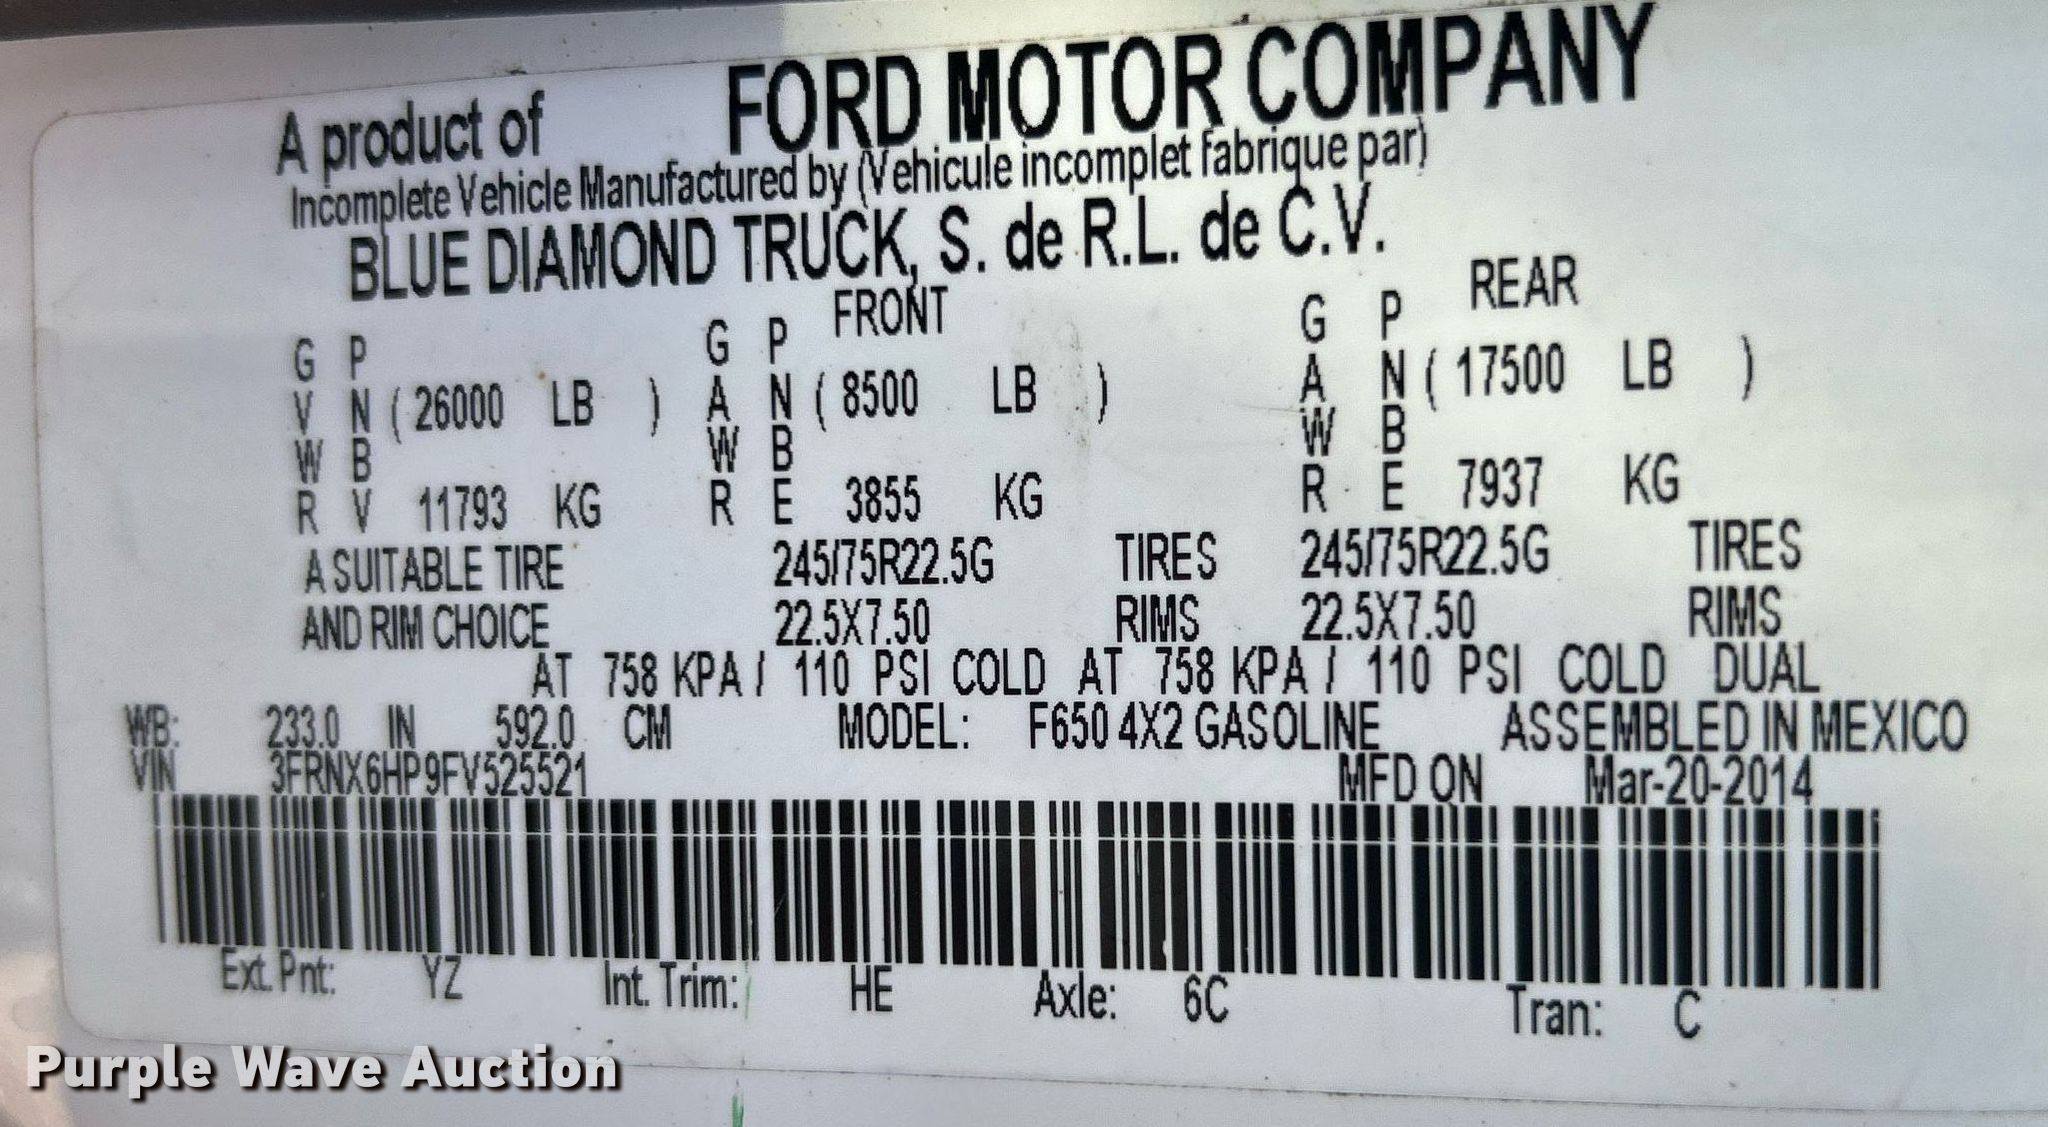 A product of FORD MOTOR COMPANY
Incomplete Vehicle Manufactured by (Vehicule incomplet fabrique par)
BLUE DIAMOND TRUCK, S. de R.L. de C.V.
FRONT REAR
G P G P G P
V N ( 26000 LB ) A N ( 8500 LB ) A N ( 17500 LB )
W B W B W B
R V 11793 KG R E 3855 KG R E 7937 KG
A SUITABLE TIRE 245/75R22.5G TIRES 245/75R22.5G TIRES
AND RIM CHOICE 22.5X7.50 RIMS 22.5X7.50 RIMS
AT 758 KPA / 110 PSI COLD AT 758 KPA / 110 PSI COLD DUAL
WB: 233.0 IN 592.0 CM MODEL: F650 4X2 GASOLINE ASSEMBLED IN MEXICO
VIN 3FRNX6HP9FV525521 MFD ON Mar-20-2014
Ext. Pnt: YZ Int. Trim: HE Axle: 6C Tran: C
Purple Wave Auction